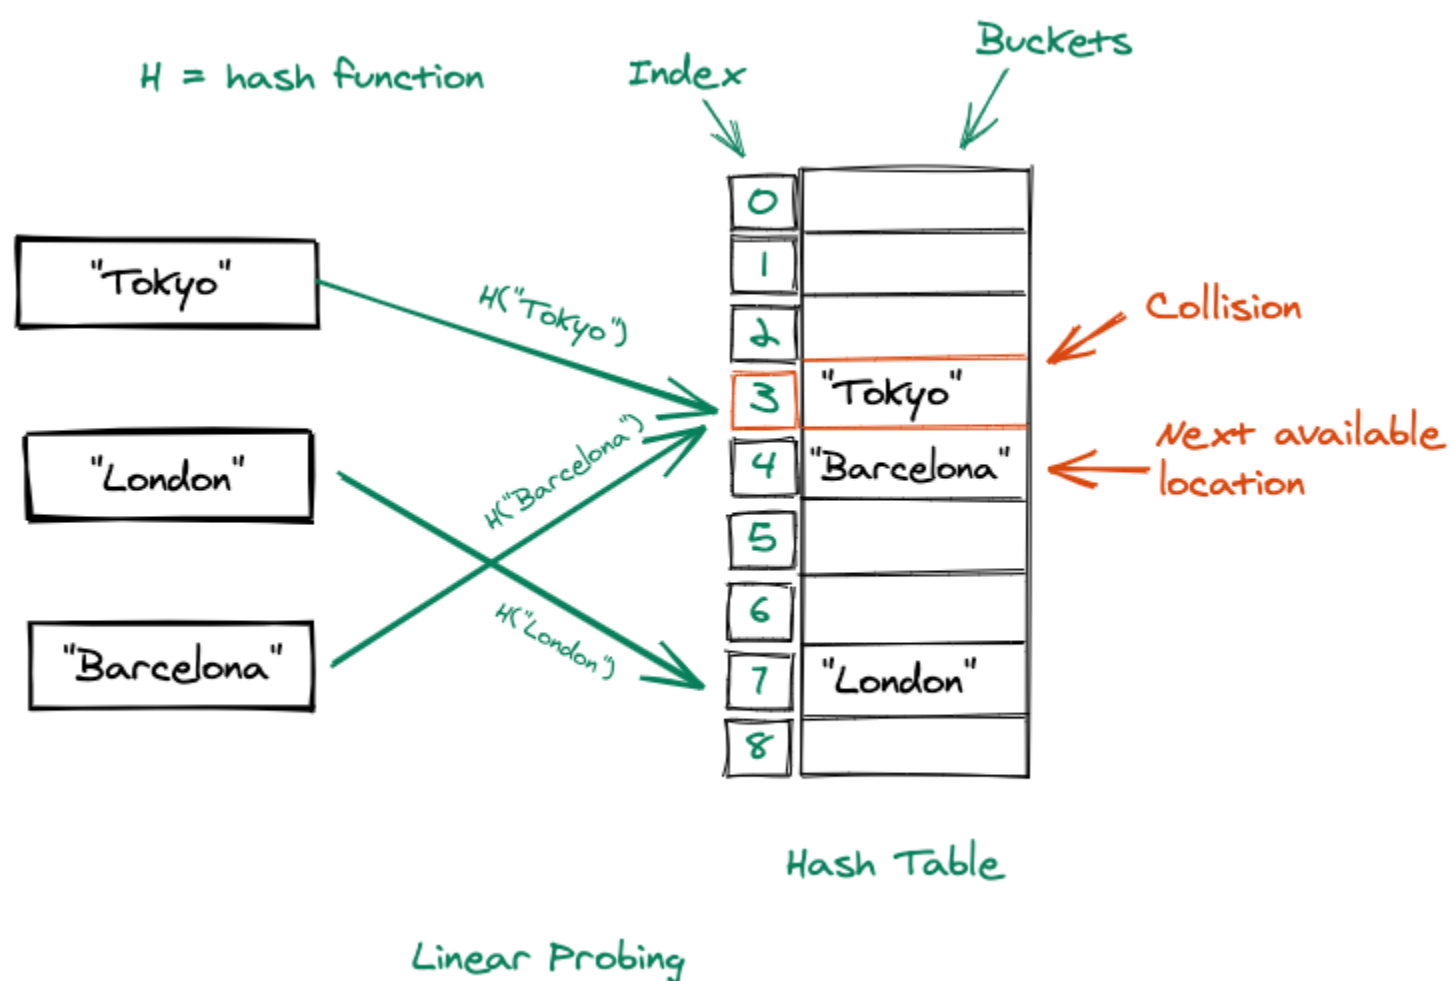 Buckets
H = hash function
Index
0
"Tokyo"
1
H("Tokyo")
Collision
2
3 "Tokyo"
H("Barcelona")
Next available
location
"London"
4 "Barcelona"
5
6
H("London")
"Barcelona"
7 "London"
8
Hash Table
Linear Probing